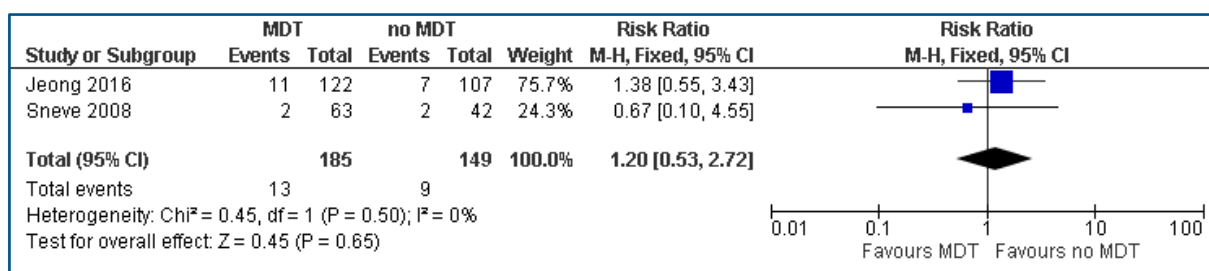 MDT no MDT Risk Ratio Risk Ratio
Study or Subgroup Events Total Events Total Weight M-H, Fixed, 95% CI M-H, Fixed, 95% CI
Jeong 2016 11 122 7 107 75.7% 1.38 [0.55, 3.43]
Sneve 2008 2 63 2 42 24.3% 0.67 [0.10, 4.55]
Total (95% CI) 185 149 100.0% 1.20 [0.53, 2.72]
Total events 13 9
Heterogeneity: Chi² = 0.45, df = 1 (P = 0.50); I² = 0%
Test for overall effect: Z = 0.45 (P = 0.65)
0.01 0.1 1 10 100
Favours MDT Favours no MDT